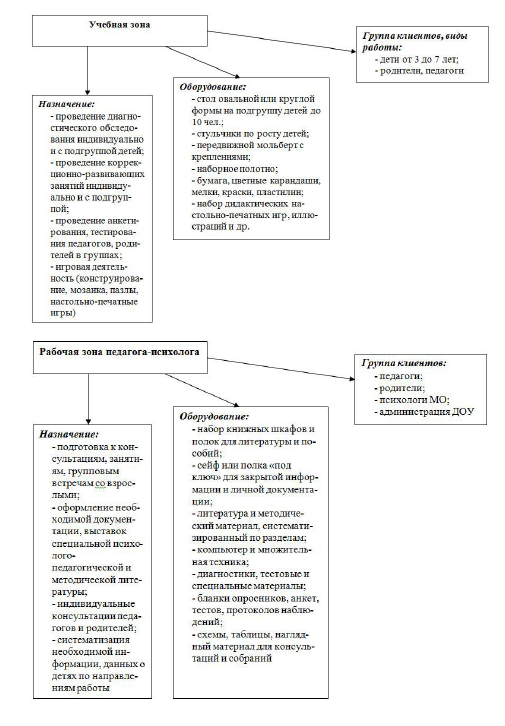 Учебная зона
Группа клиентов, виды
работы:
- дети от 3 до 7 лет;
- родители, педагоги
Назначение:
- проведение диагно-
стического обследо-
вания индивидуально
и с подгруппой детей;
- проведение коррек-
ционно-развивающих
занятий индивиду-
ально и с подгруп-
пой;
- проведение анкети-
рования, тестирова-
ния педагогов, роди-
телей в группах;
- игровая деятель-
ность (конструирова-
ние, мозаика, пазлы,
настольно-печатные
игры)
Оборудование:
- стол овальной или круглой
формы на подгруппу детей до
10 чел.;
- стульчики по росту детей;
- передвижной мольберт с
креплениями;
- наборное полотно;
- бумага, цветные карандаши,
мелки, краски, пластилин;
- набор дидактических на-
стольно-печатных игр, иллю-
страций и др.
Рабочая зона педагога-психолога
Группа клиентов:
- педагоги;
- родители;
- психологи МО;
- администрация ДОУ
Назначение:
- подготовка к кон-
сультациям, заняти-
ям, групповым
встречам со взрос-
лыми;
- оформление необ-
ходимой докумен-
тации, выставок
специальной психо-
лого-
педагогической и
методической лите-
ратуры;
- индивидуальные
консультации педа-
гогов и родителей;
- систематизация
необходимой ин-
формации, данных о
детях по направле-
ниям работы
Оборудование:
- набор книжных шкафов и
полок для литературы и по-
собий;
- сейф или полка «под
ключ» для закрытой инфор-
мации и личной документа-
ции;
- литература и методиче-
ский материал, системати-
зированный по разделам;
- компьютер и множитель-
ная техника;
- диагностики, тестовые и
специальные материалы;
- бланки опросников, анкет,
тестов, протоколов наблю-
дений;
- схемы, таблицы, нагляд-
ный материал для консуль-
таций и собраний